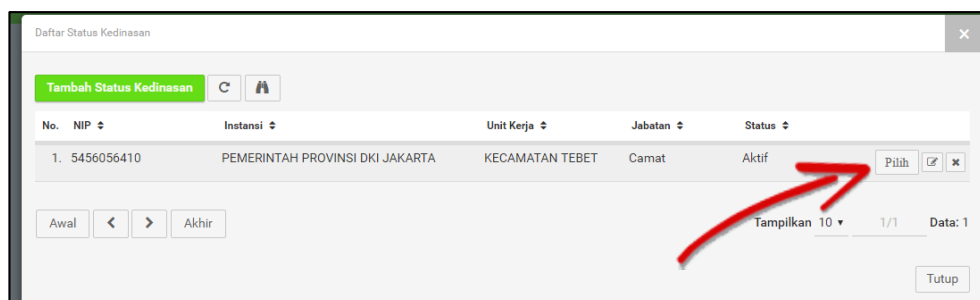 Daftar Status Kedinasan
Tambah Status Kedinasan
No. NIP Instansi Unit Kerja Jabatan Status
1. 5456056410 PEMERINTAH PROVINSI DKI JAKARTA KECAMATAN TEBET Camat Aktif Pilih
Awal Akhir Tampilkan 10 1/1 Data: 1
Tutup